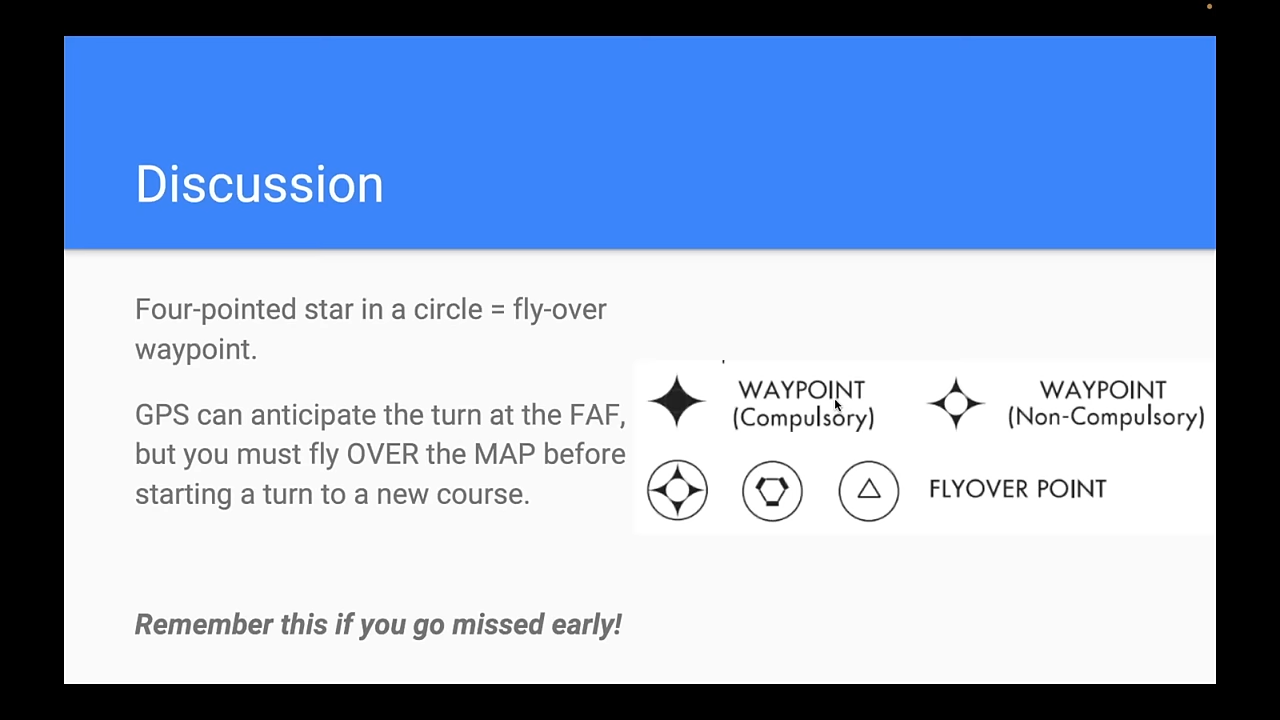 Discussion
Four-pointed star in a circle = fly-over
waypoint.
GPS can anticipate the turn at the FAF,
but you must fly OVER the MAP before
starting a turn to a new course.
Remember this if you go missed early!
WAYPOINT
(Compulsory)
WAYPOINT
(Non-Compulsory)
FLYOVER POINT